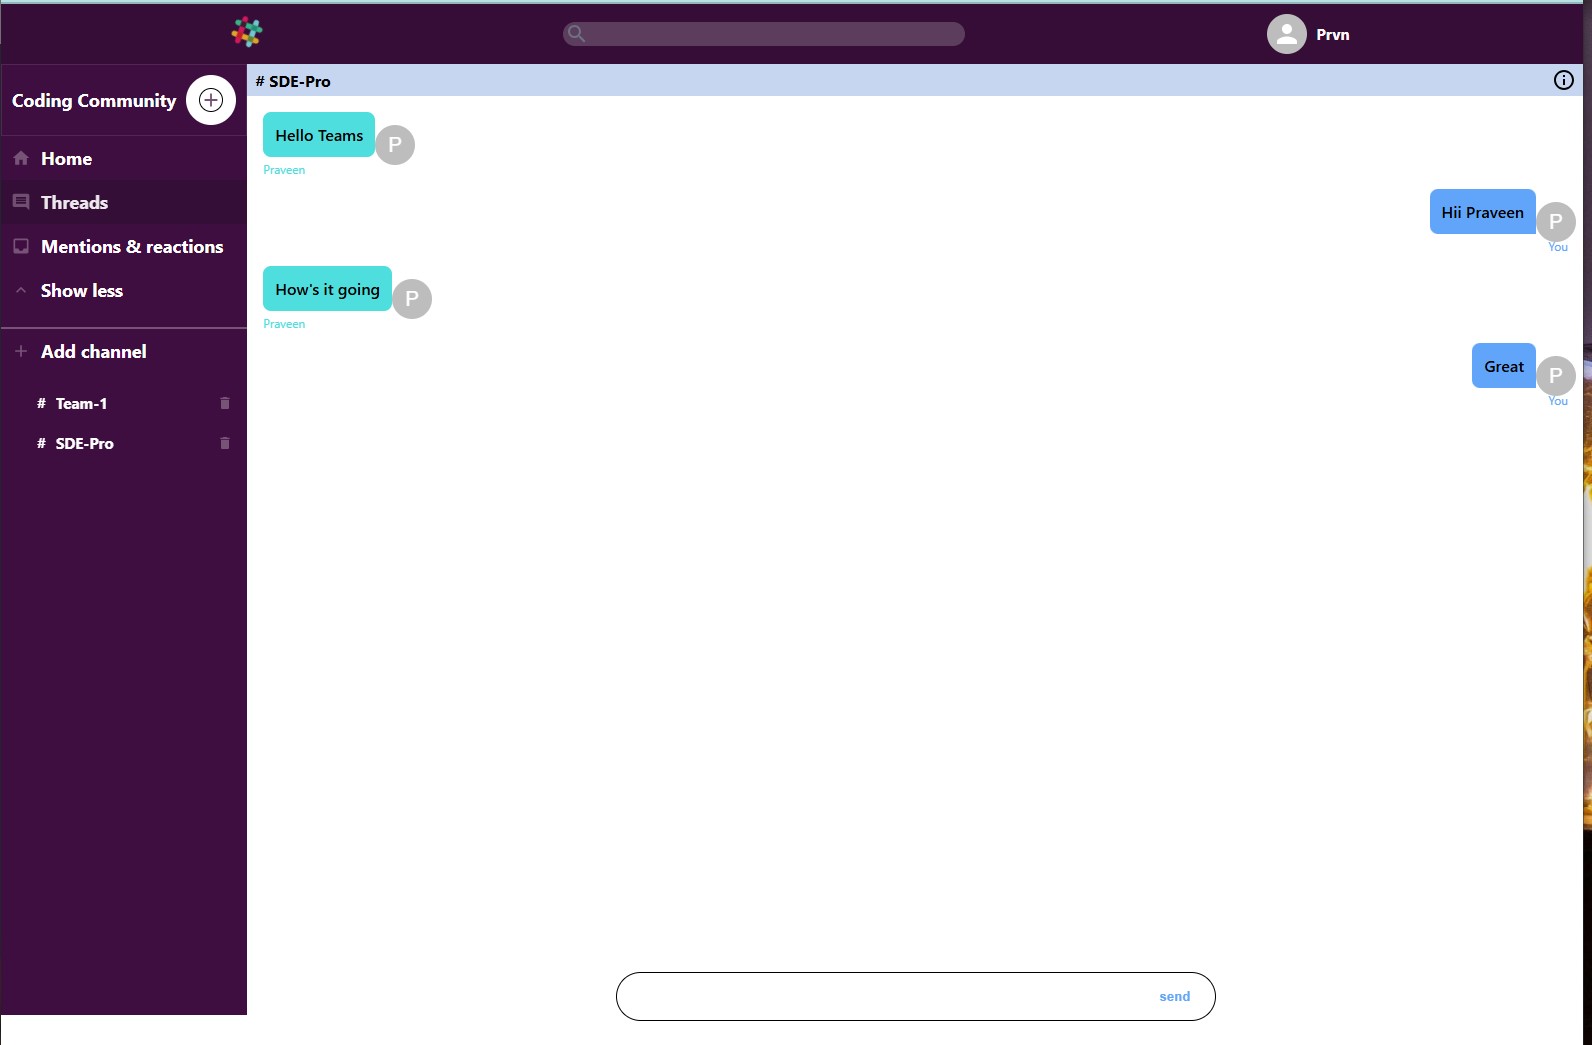 Prvn
Coding Community
Home
Threads
Mentions & reactions
Show less
Add channel
# Team-1
# SDE-Pro
# SDE-Pro
Hello Teams
P
Praveen
Hii Praveen
P
You
How's it going
P
Praveen
Great
P
You
send